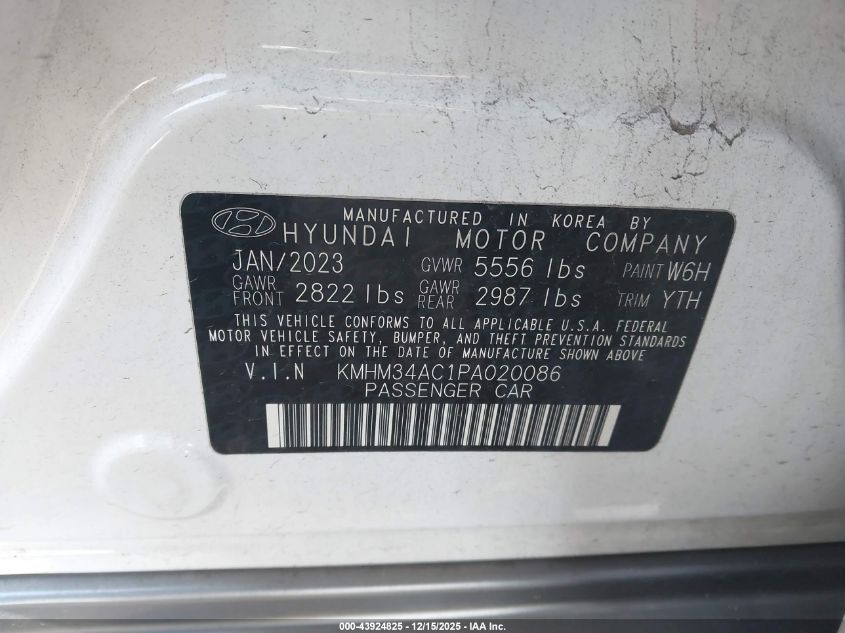 MANUFACTURED IN KOREA BY
HYUNDAI MOTOR COMPANY
JAN/2023 GVWR 5556 lbs PAINT W6H
GAWR FRONT 2822 lbs GAWR REAR 2987 lbs TRIM YTH
THIS VEHICLE CONFORMS TO ALL APPLICABLE U.S.A. FEDERAL
MOTOR VEHICLE SAFETY, BUMPER, AND THEFT PREVENTION STANDARDS
IN EFFECT ON THE DATE OF MANUFACTURE SHOWN ABOVE
V.I.N KMHM34AC1PA020086
PASSENGER CAR
000-43924825 - 12/15/2025 - IAA Inc.